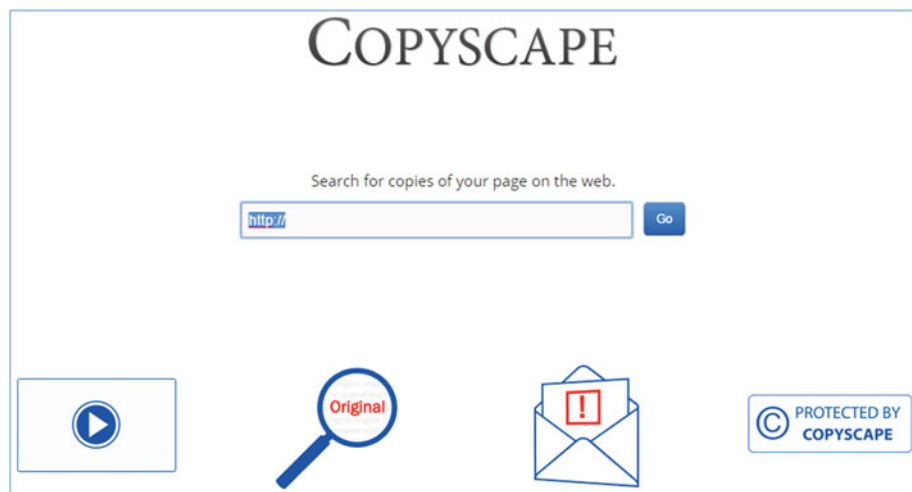 COPYSCAPE
Search for copies of your page on the web.
http://
Go
Original
!
© PROTECTED BY
COPYSCAPE